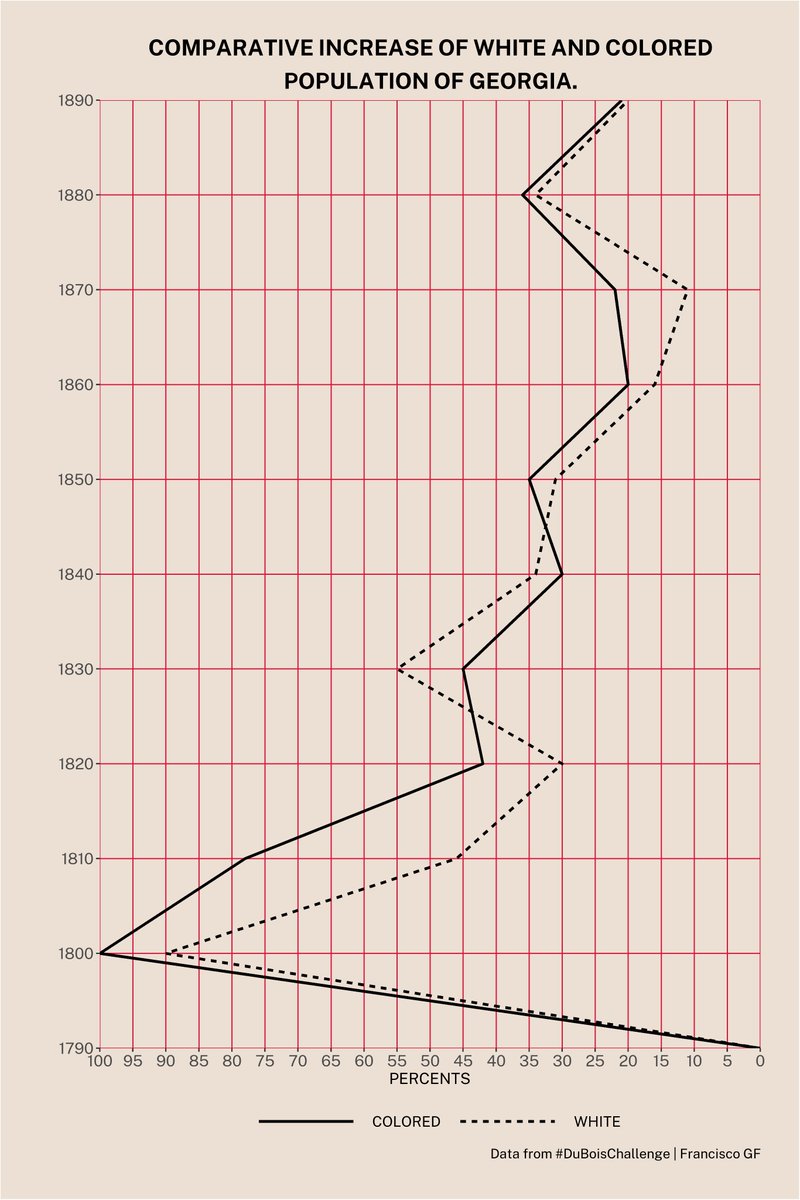 COMPARATIVE INCREASE OF WHITE AND COLORED
POPULATION OF GEORGIA.
1890
1880
1870
1860
1850
1840
1830
1820
1810
1800
1790
100 95 90 85 80 75 70 65 60 55 50 45 40 35 30 25 20 15 10 5 0
PERCENTS
COLORED WHITE
Data from #DuBoisChallenge | Francisco GF